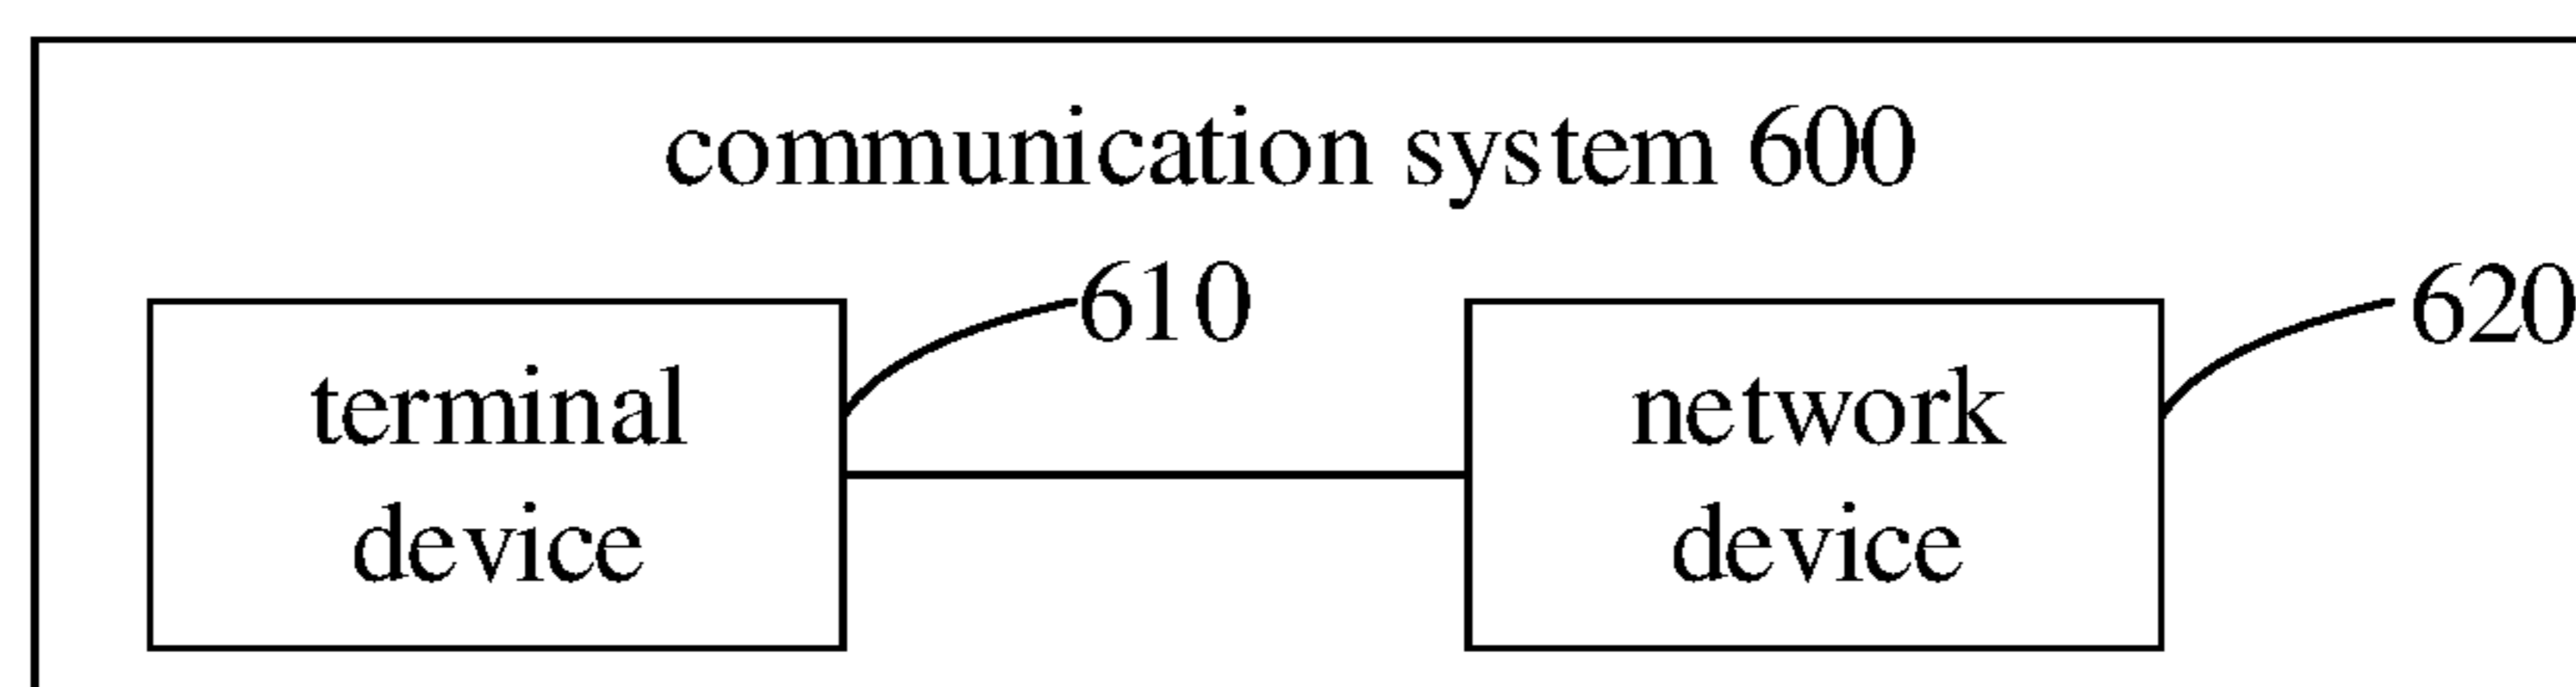 communication system 600
610
620
terminal
device
network
device